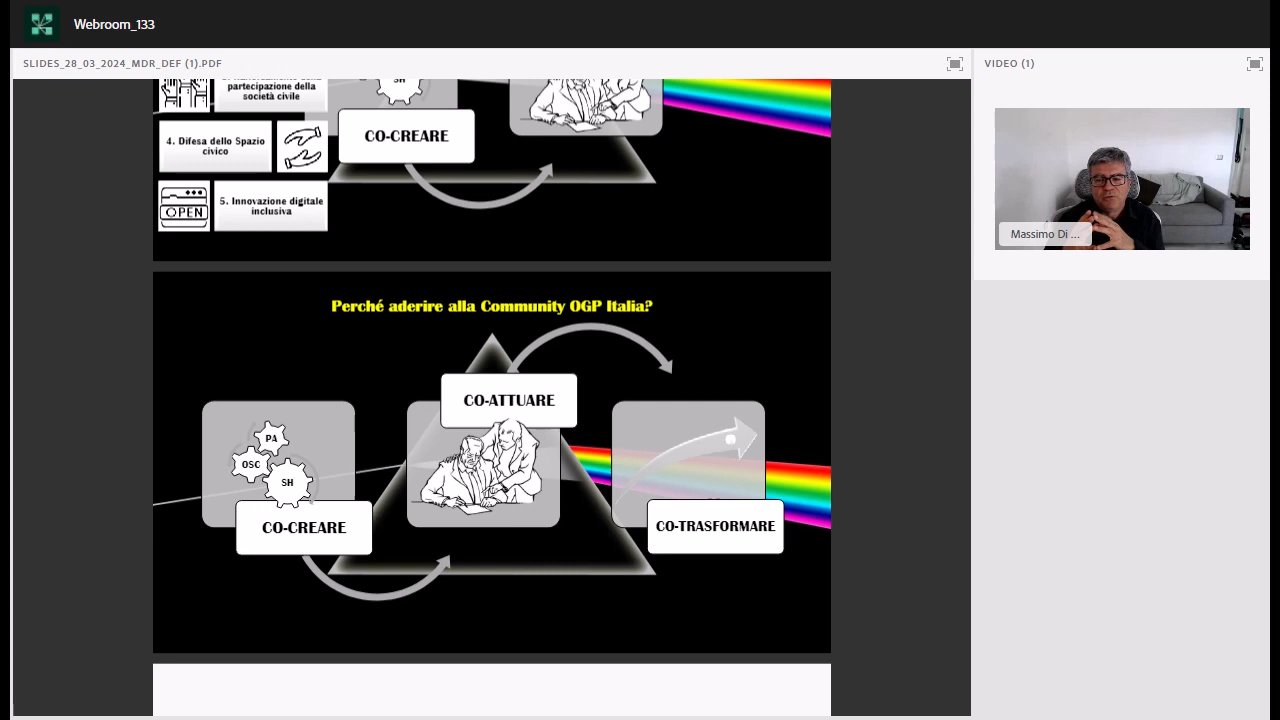 Webroom_133
SLIDES_28_03_2024_MDR_DEF (1).PDF
VIDEO (1)
partecipazione della
società civile
SH
CO-CREARE
4. Difesa dello Spazio
civico
OPEN
5. Innovazione digitale
inclusiva
Massimo Di ...
Perché aderire alla Community OGP Italia?
CO-ATTUARE
PA
OSC
SH
CO-CREARE
CO-TRASFORMARE